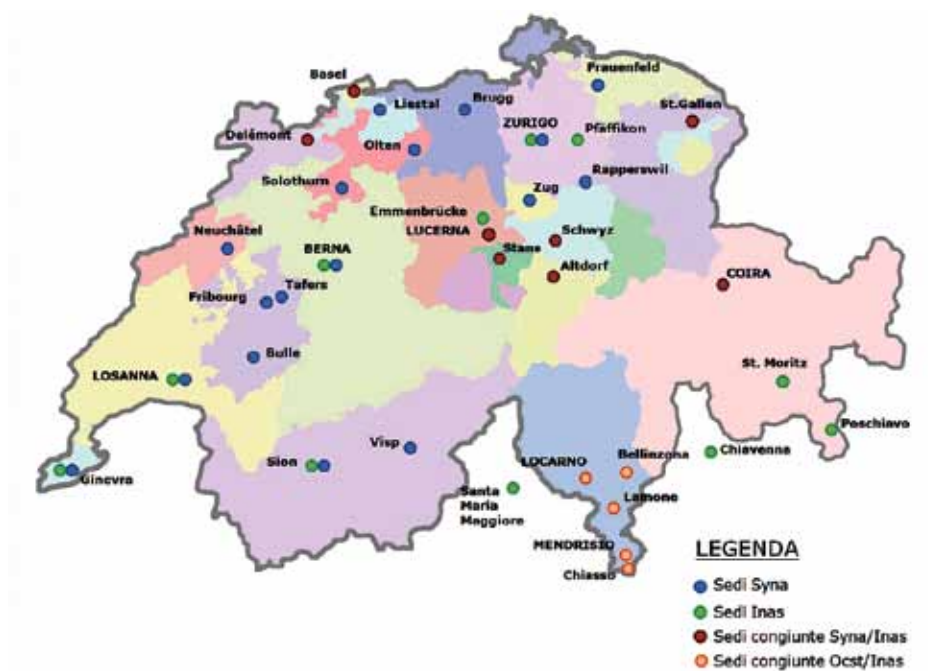 Frauenfeld
Basel
St.Gallen
Liestal
Brugg
ZURIGO
Pfäffikon
Delémont
Olten
Rapperswil
Solothurn
Zug
Emmenbrücke
LUCERNA
Schwyz
Neuchâtel
Stans
BERNA
Altdorf
COIRA
Tafers
Fribourg
Bulle
St. Moritz
LOSANNA
Poschiavo
Visp
Chiavenna
Sion
LOCARNO
Bellinzona
Ginevra
Santa
Maria
Maggiore
Lamone
MENDRISIO
Chiasso
LEGENDA
Sedi Syna
Sedi Inas
Sedi congiunte Syna/Inas
Sedi congiunte Ocst/Inas